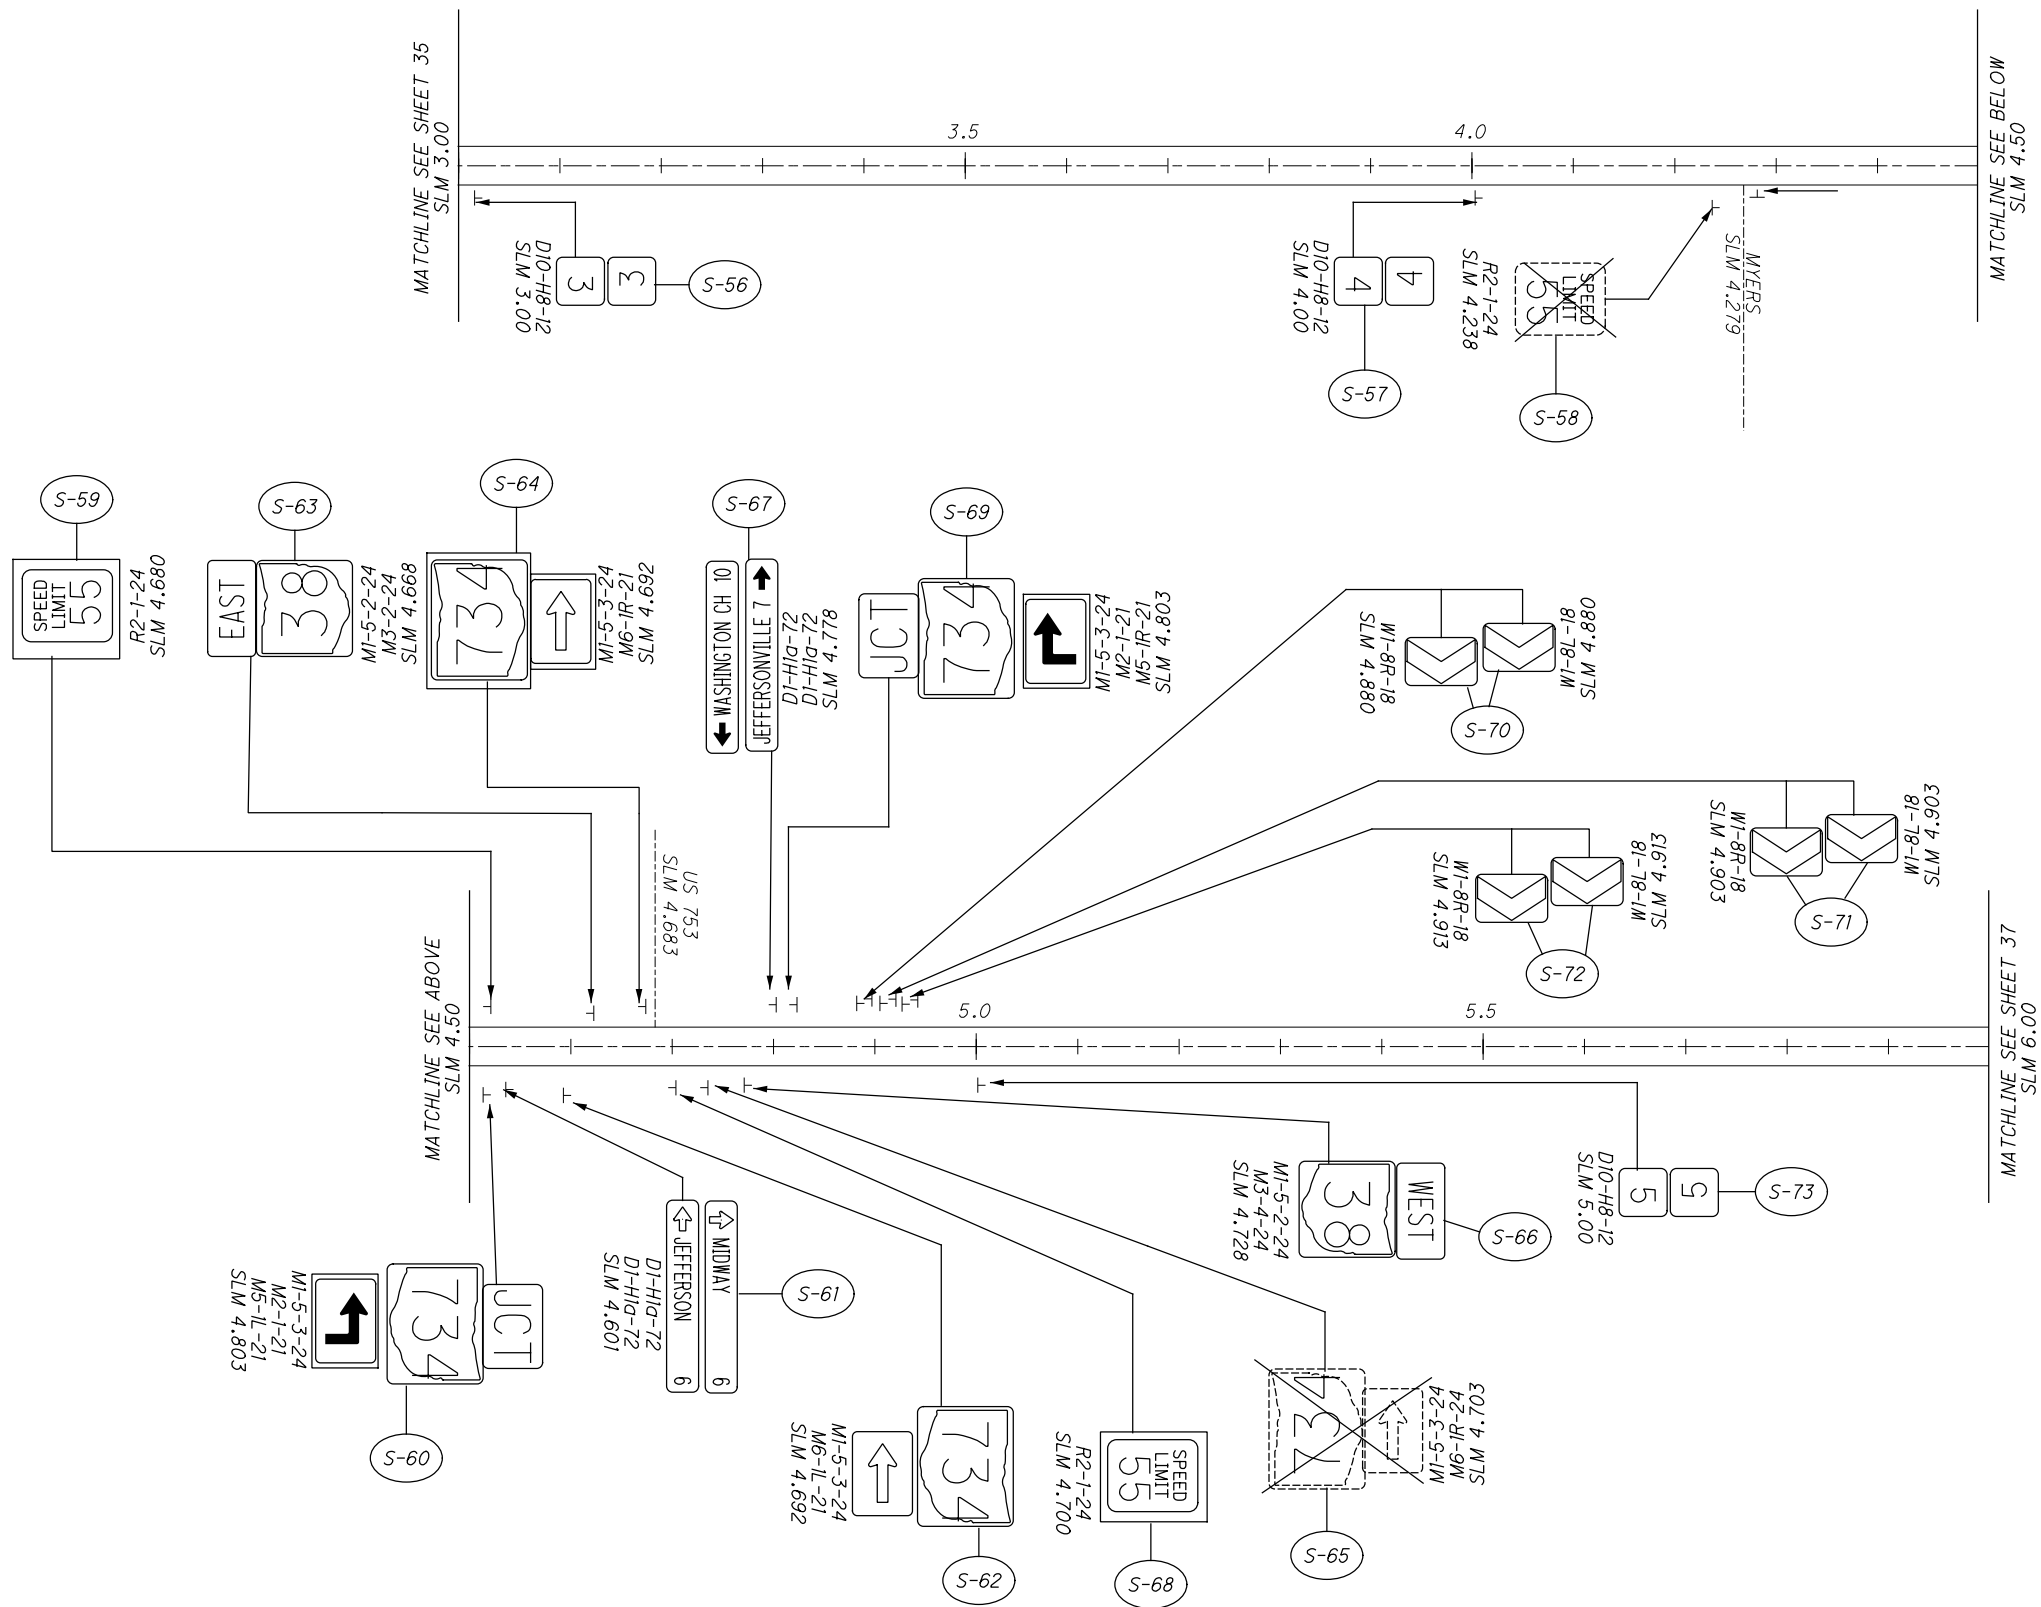 MATCHLINE SEE SHEET 35
SLM 3.00
3.5
4.0
MATCHLINE SEE BELOW
SLM 4.50
D10-H8-12
SLM 3.00
3
3
S-56
D10-H8-12
SLM 4.00
4
4
S-57
R2-1-24
SLM 4.238
SPEED
LIMIT
55
S-58
MYERS
SLM 4.279
S-59
SPEED
LIMIT
55
R2-1-24
SLM 4.680
S-63
EAST
38
M1-5-2-24
M3-2-24
SLM 4.668
S-64
734
M1-5-3-24
M6-1R-21
SLM 4.692
S-67
WASHINGTON CH 10
JEFFERSONVILLE 7
D1-H1a-72
D1-H1a-72
SLM 4.778
S-69
JCT
734
M1-5-3-24
M2-1-21
M5-1R-21
SLM 4.803
W1-8R-18
SLM 4.880
W1-8L-18
SLM 4.880
S-70
W1-8R-18
SLM 4.903
W1-8L-18
SLM 4.903
S-71
W1-8R-18
SLM 4.913
W1-8L-18
SLM 4.913
S-72
US 753
SLM 4.683
MATCHLINE SEE ABOVE
SLM 4.50
5.0
5.5
MATCHLINE SEE SHEET 37
SLM 6.00
M1-5-3-24
M2-1-21
M5-1L-21
SLM 4.803
734
JCT
S-60
MIDWAY 6
JEFFERSON 6
D1-H1a-72
D1-H1a-72
SLM 4.601
S-61
M1-5-3-24
M6-1L-21
SLM 4.692
734
S-62
R2-1-24
SLM 4.700
SPEED
LIMIT
55
S-68
734
M1-5-3-24
M6-1R-24
SLM 4.703
S-65
WEST
38
M1-5-2-24
M3-4-24
SLM 4.728
S-66
D10-H8-12
SLM 5.00
5
5
S-73